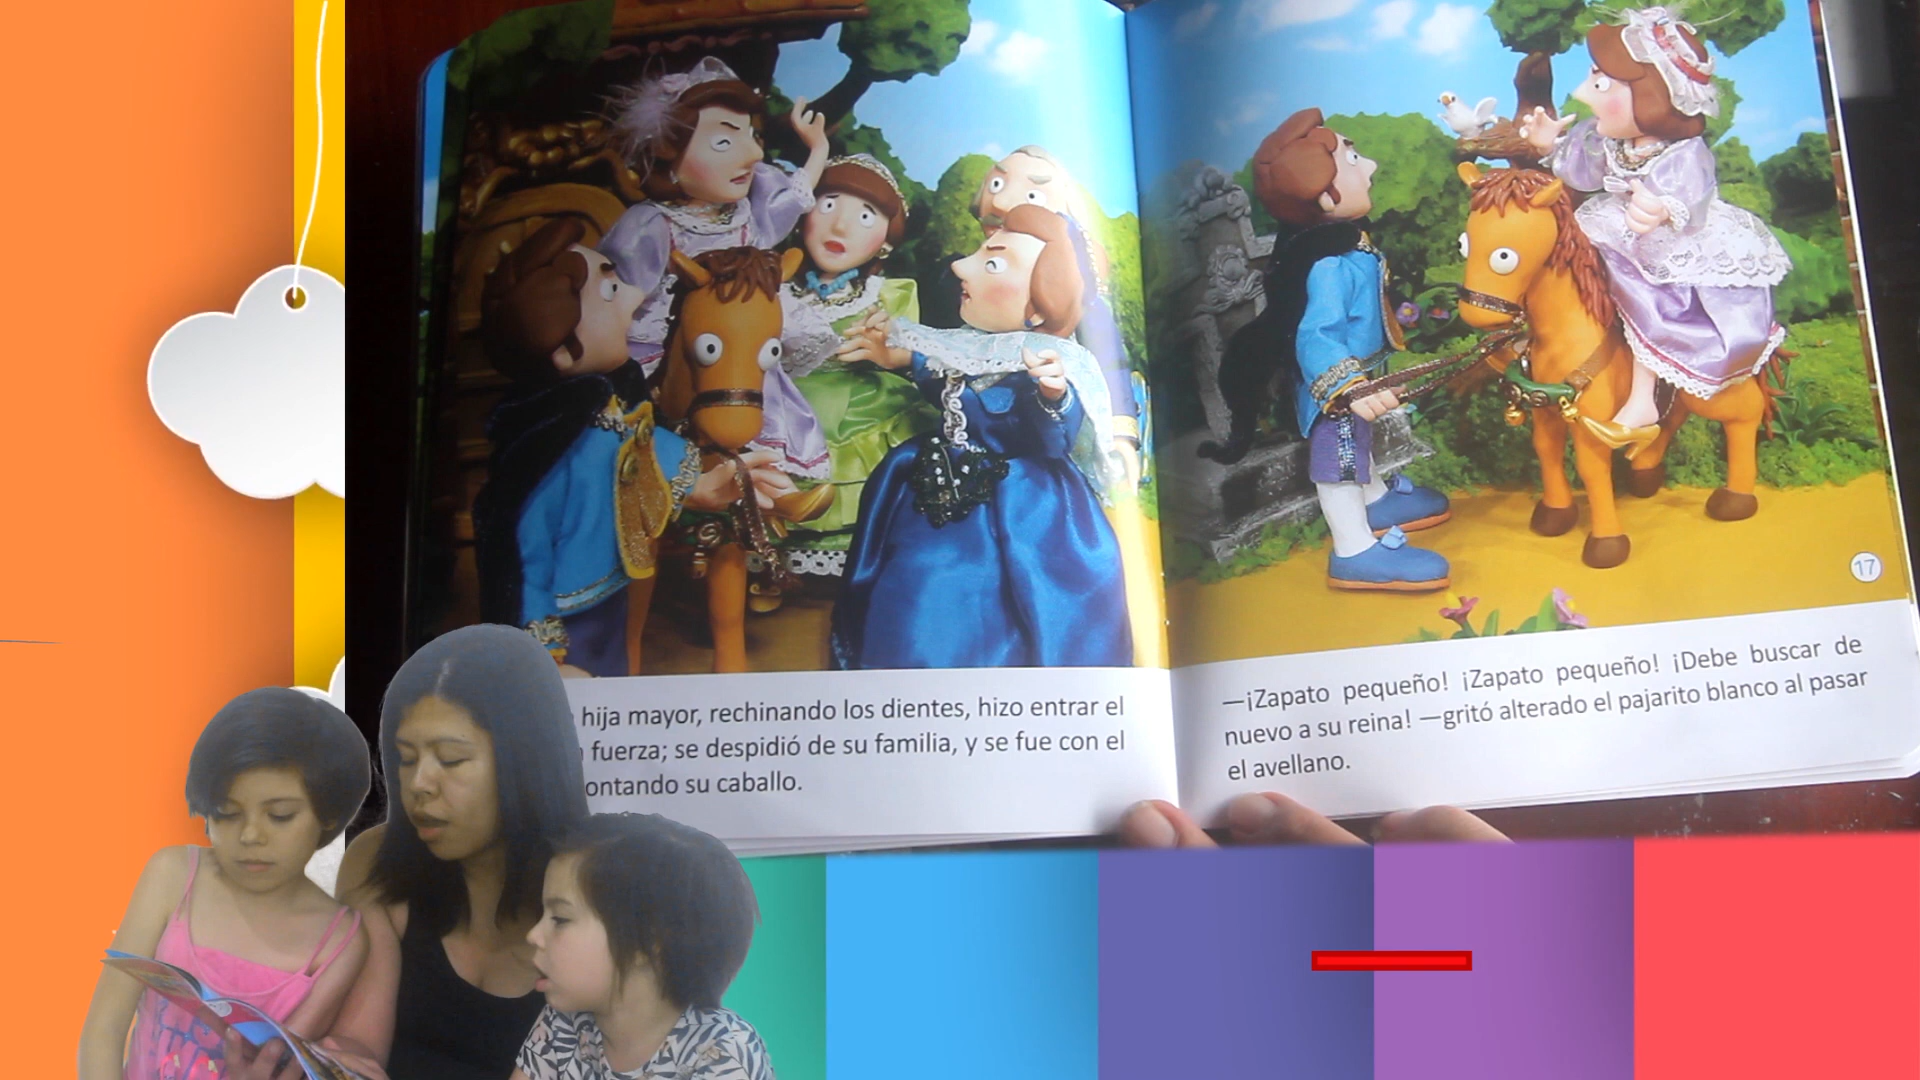 hija mayor, rechinando los dientes, hizo entrar el
fuerza; se despidió de su familia, y se fue con el
ontando su caballo.
17
—¡Zapato pequeño! ¡Zapato pequeño! ¡Debe buscar de
nuevo a su reina! —gritó alterado el pajarito blanco al pasar
el avellano.